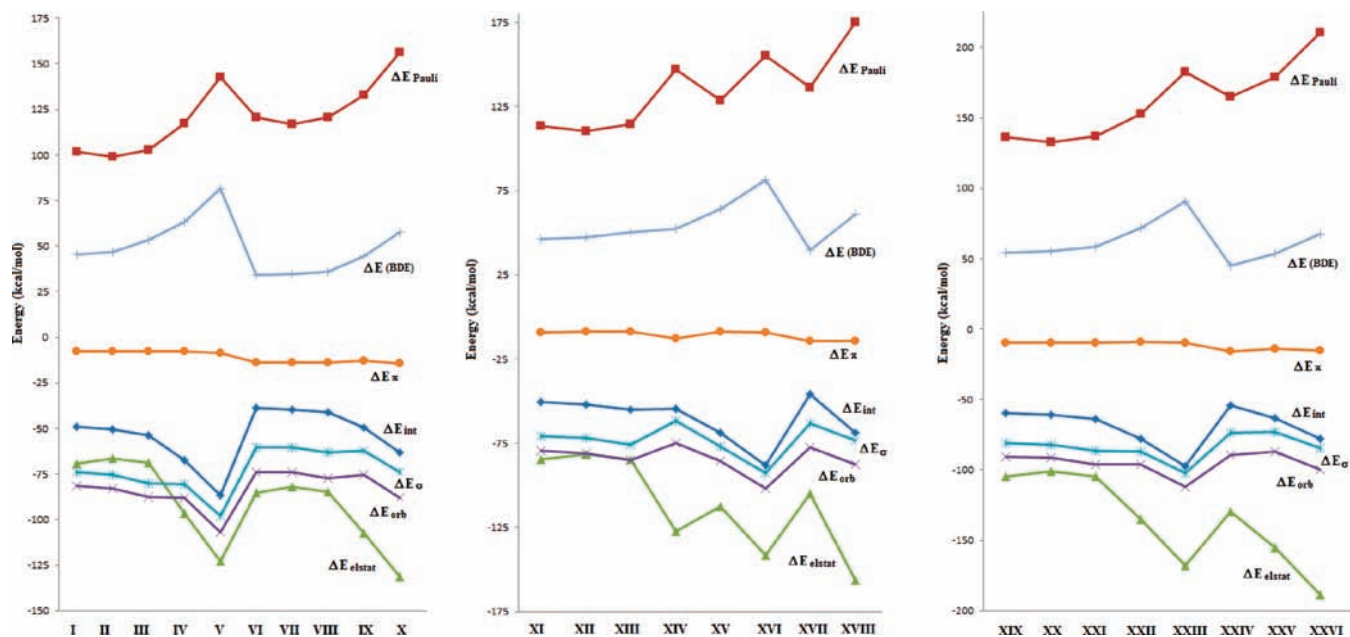 175
150
125
100
75
50
25
0
-25
-50
-75
-100
-125
-150
Energy (kcal/mol)
ΔE Pauli
ΔE (BDE)
ΔE π
ΔE int
ΔE σ
ΔE orb
ΔE elstat
I II III IV V VI VII VIII IX X
175
125
75
25
-25
-75
-125
-175
Energy (kcal/mol)
ΔE Pauli
ΔE (BDE)
ΔE π
ΔE int
ΔE σ
ΔE orb
ΔE elstat
XI XII XIII XIV XV XVI XVII XVIII
200
150
100
50
0
-50
-100
-150
-200
Energy (kcal/mol)
ΔE Pauli
ΔE (BDE)
ΔE π
ΔE int
ΔE σ
ΔE orb
ΔE elstat
XIX XX XXI XXII XXIII XXIV XXV XXVI